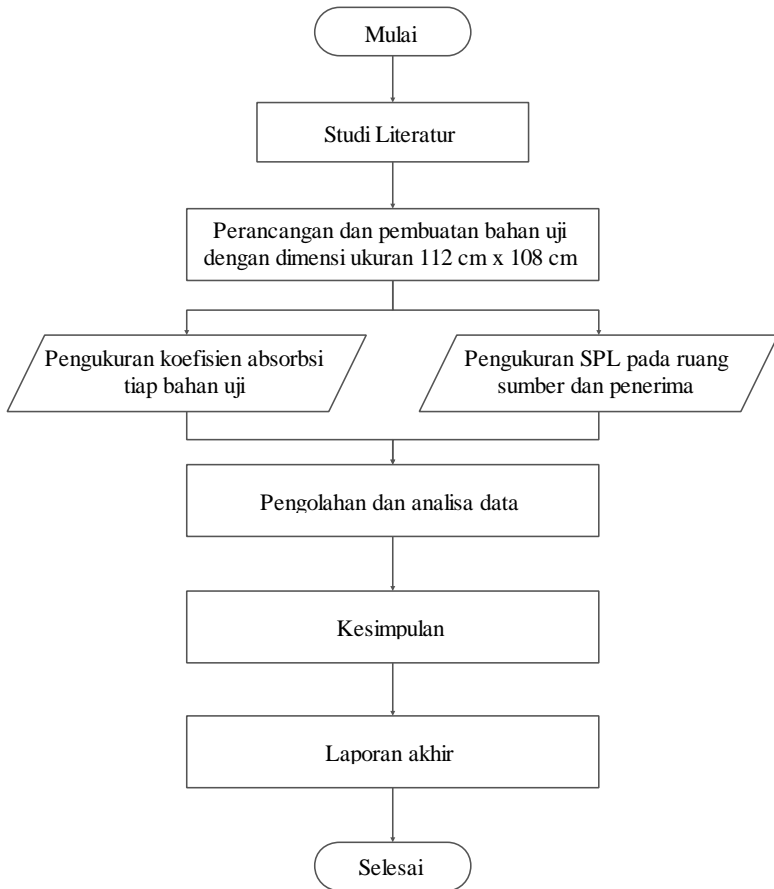 Mulai
Studi Literatur
Perancangan dan pembuatan bahan uji
dengan dimensi ukuran 112 cm x 108 cm
Pengukuran koefisien absorbsi
tiap bahan uji
Pengukuran SPL pada ruang
sumber dan penerima
Pengolahan dan analisa data
Kesimpulan
Laporan akhir
Selesai